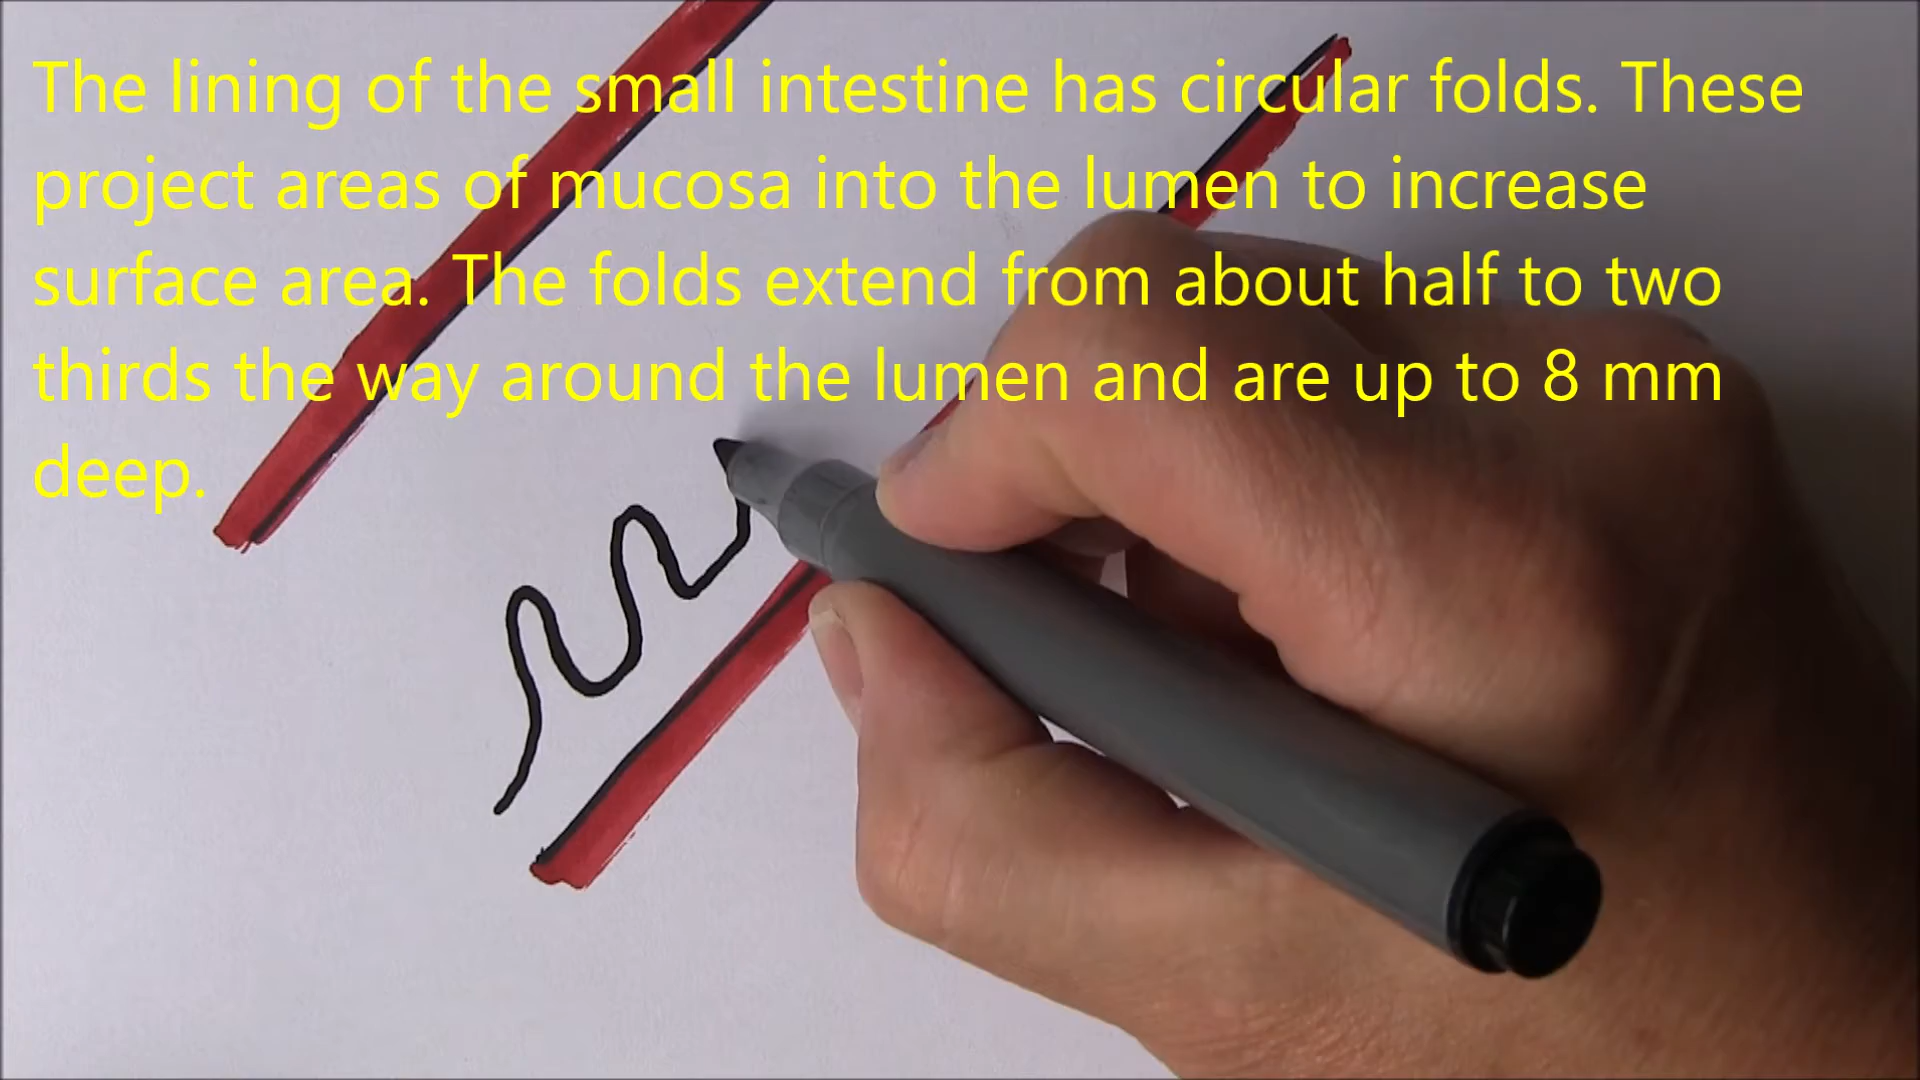 The lining of the small intestine has circular folds. These
project areas of mucosa into the lumen to increase
surface area. The folds extend from about half to two
thirds the way around the lumen and are up to 8 mm
deep.